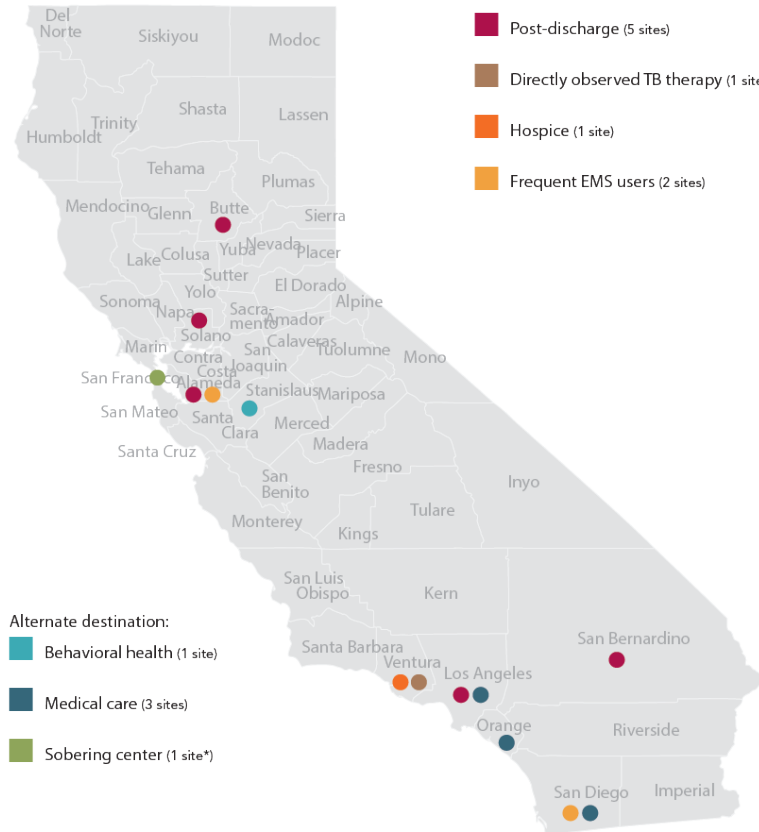 Post-discharge (5 sites)
Directly observed TB therapy (1 site
Hospice (1 site)
Frequent EMS users (2 sites)
Del
Norte
Siskiyou
Modoc
Shasta
Lassen
Trinity
Humboldt
Tehama
Plumas
Mendocino
Glenn
Butte
Sierra
Lake
Colusa
Yuba
Nevada
Placer
Sutter
El Dorado
Yolo
Alpine
Sonoma
Napa
Sacra-
mento
Amador
Solano
Calaveras
Tuolumne
Mono
Marin
Contra
Costa
San
Joaquin
San Francisco
Alameda
Stanislaus
Mariposa
San Mateo
Santa
Clara
Merced
Madera
Santa Cruz
Fresno
San
Benito
Inyo
Tulare
Monterey
Kings
San Luis
Obispo
Kern
Santa Barbara
Ventura
Los Angeles
San Bernardino
Orange
Riverside
San Diego
Imperial
Alternate destination:
Behavioral health (1 site)
Medical care (3 sites)
Sobering center (1 site*)